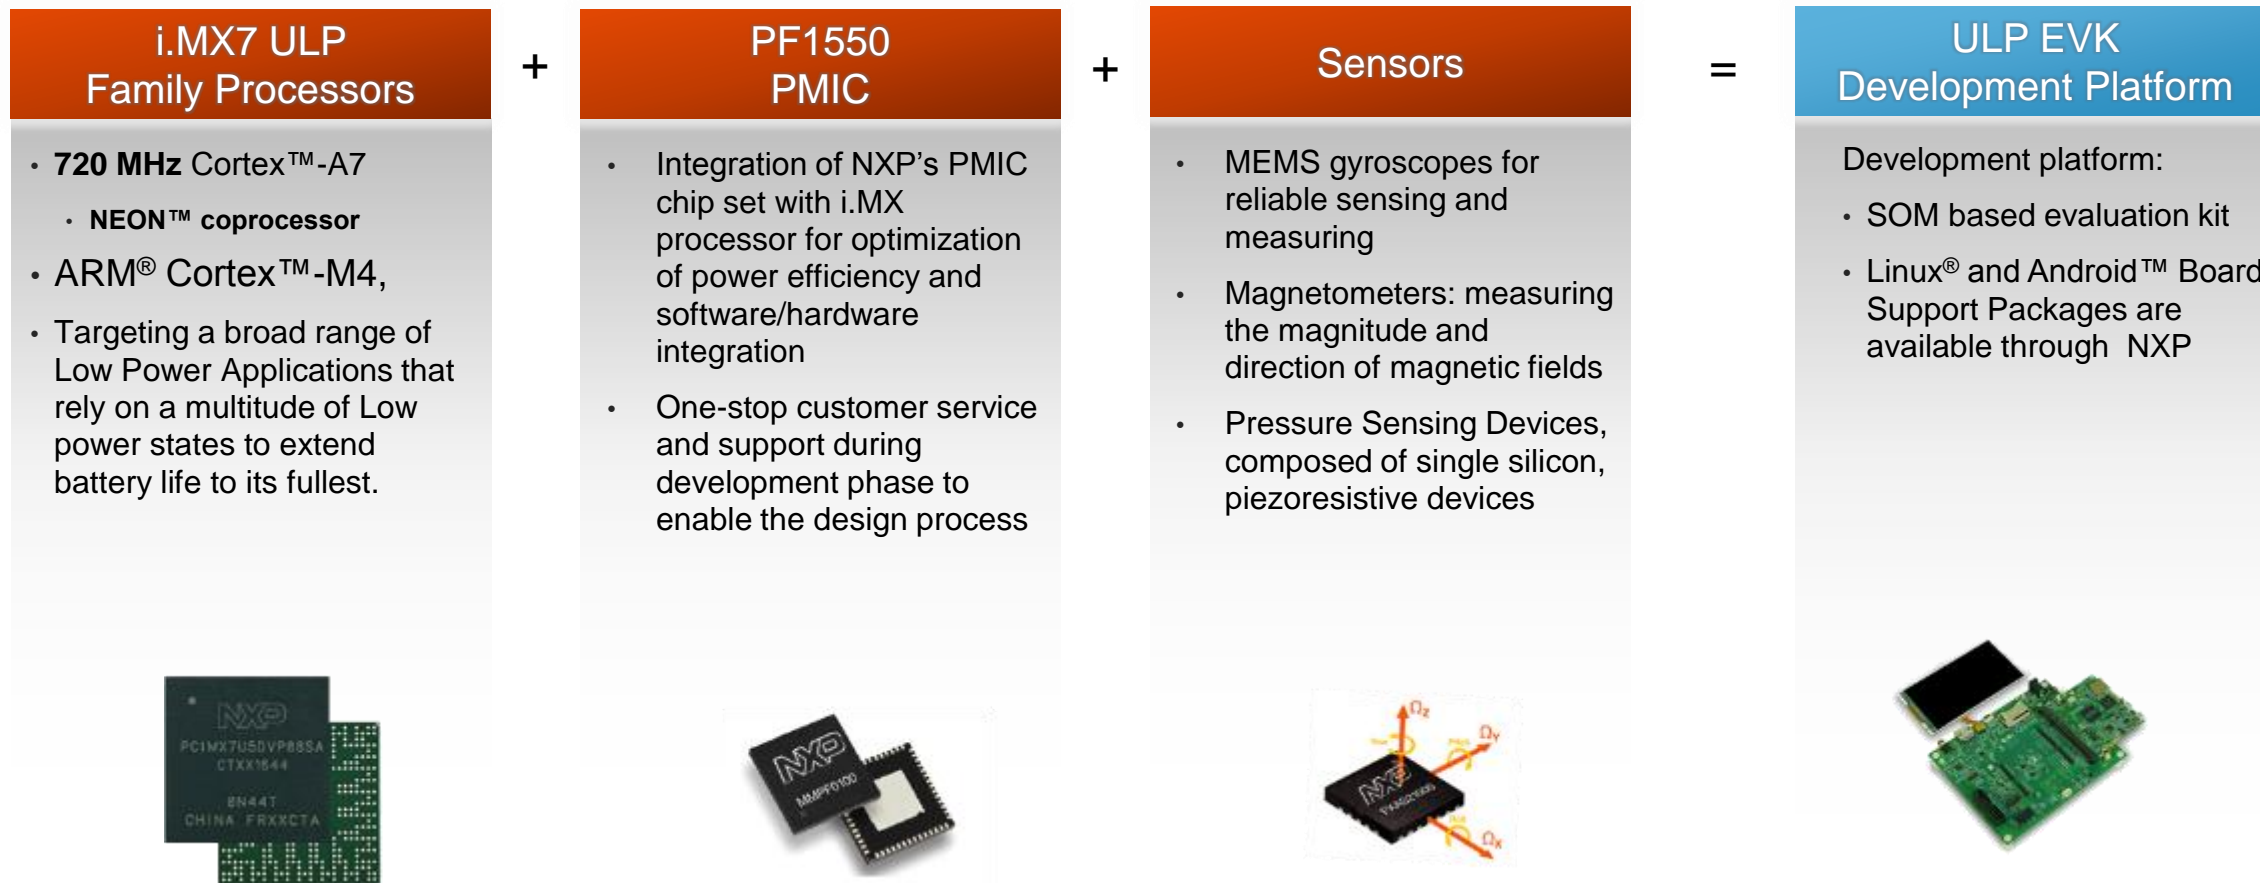 i.MX7 ULP
Family Processors
• 720 MHz Cortex™-A7
• NEON™ coprocessor
• ARM® Cortex™-M4,
• Targeting a broad range of
Low Power Applications that
rely on a multitude of Low
power states to extend
battery life to its fullest.
NXP
PCIMX7U5DVP88SA
CTXX1644
8N44T
CHINA FRXXCTA
+
PF1550
PMIC
• Integration of NXP’s PMIC
chip set with i.MX
processor for optimization
of power efficiency and
software/hardware
integration
• One-stop customer service
and support during
development phase to
enable the design process
NXP
MMPF0100
+
Sensors
• MEMS gyroscopes for
reliable sensing and
measuring
• Magnetometers: measuring
the magnitude and
direction of magnetic fields
• Pressure Sensing Devices,
composed of single silicon,
piezoresistive devices
Ωz
Ωy
NXP
Ωx
=
ULP EVK
Development Platform
Development platform:
• SOM based evaluation kit
• Linux® and Android™ Board
Support Packages are
available through NXP